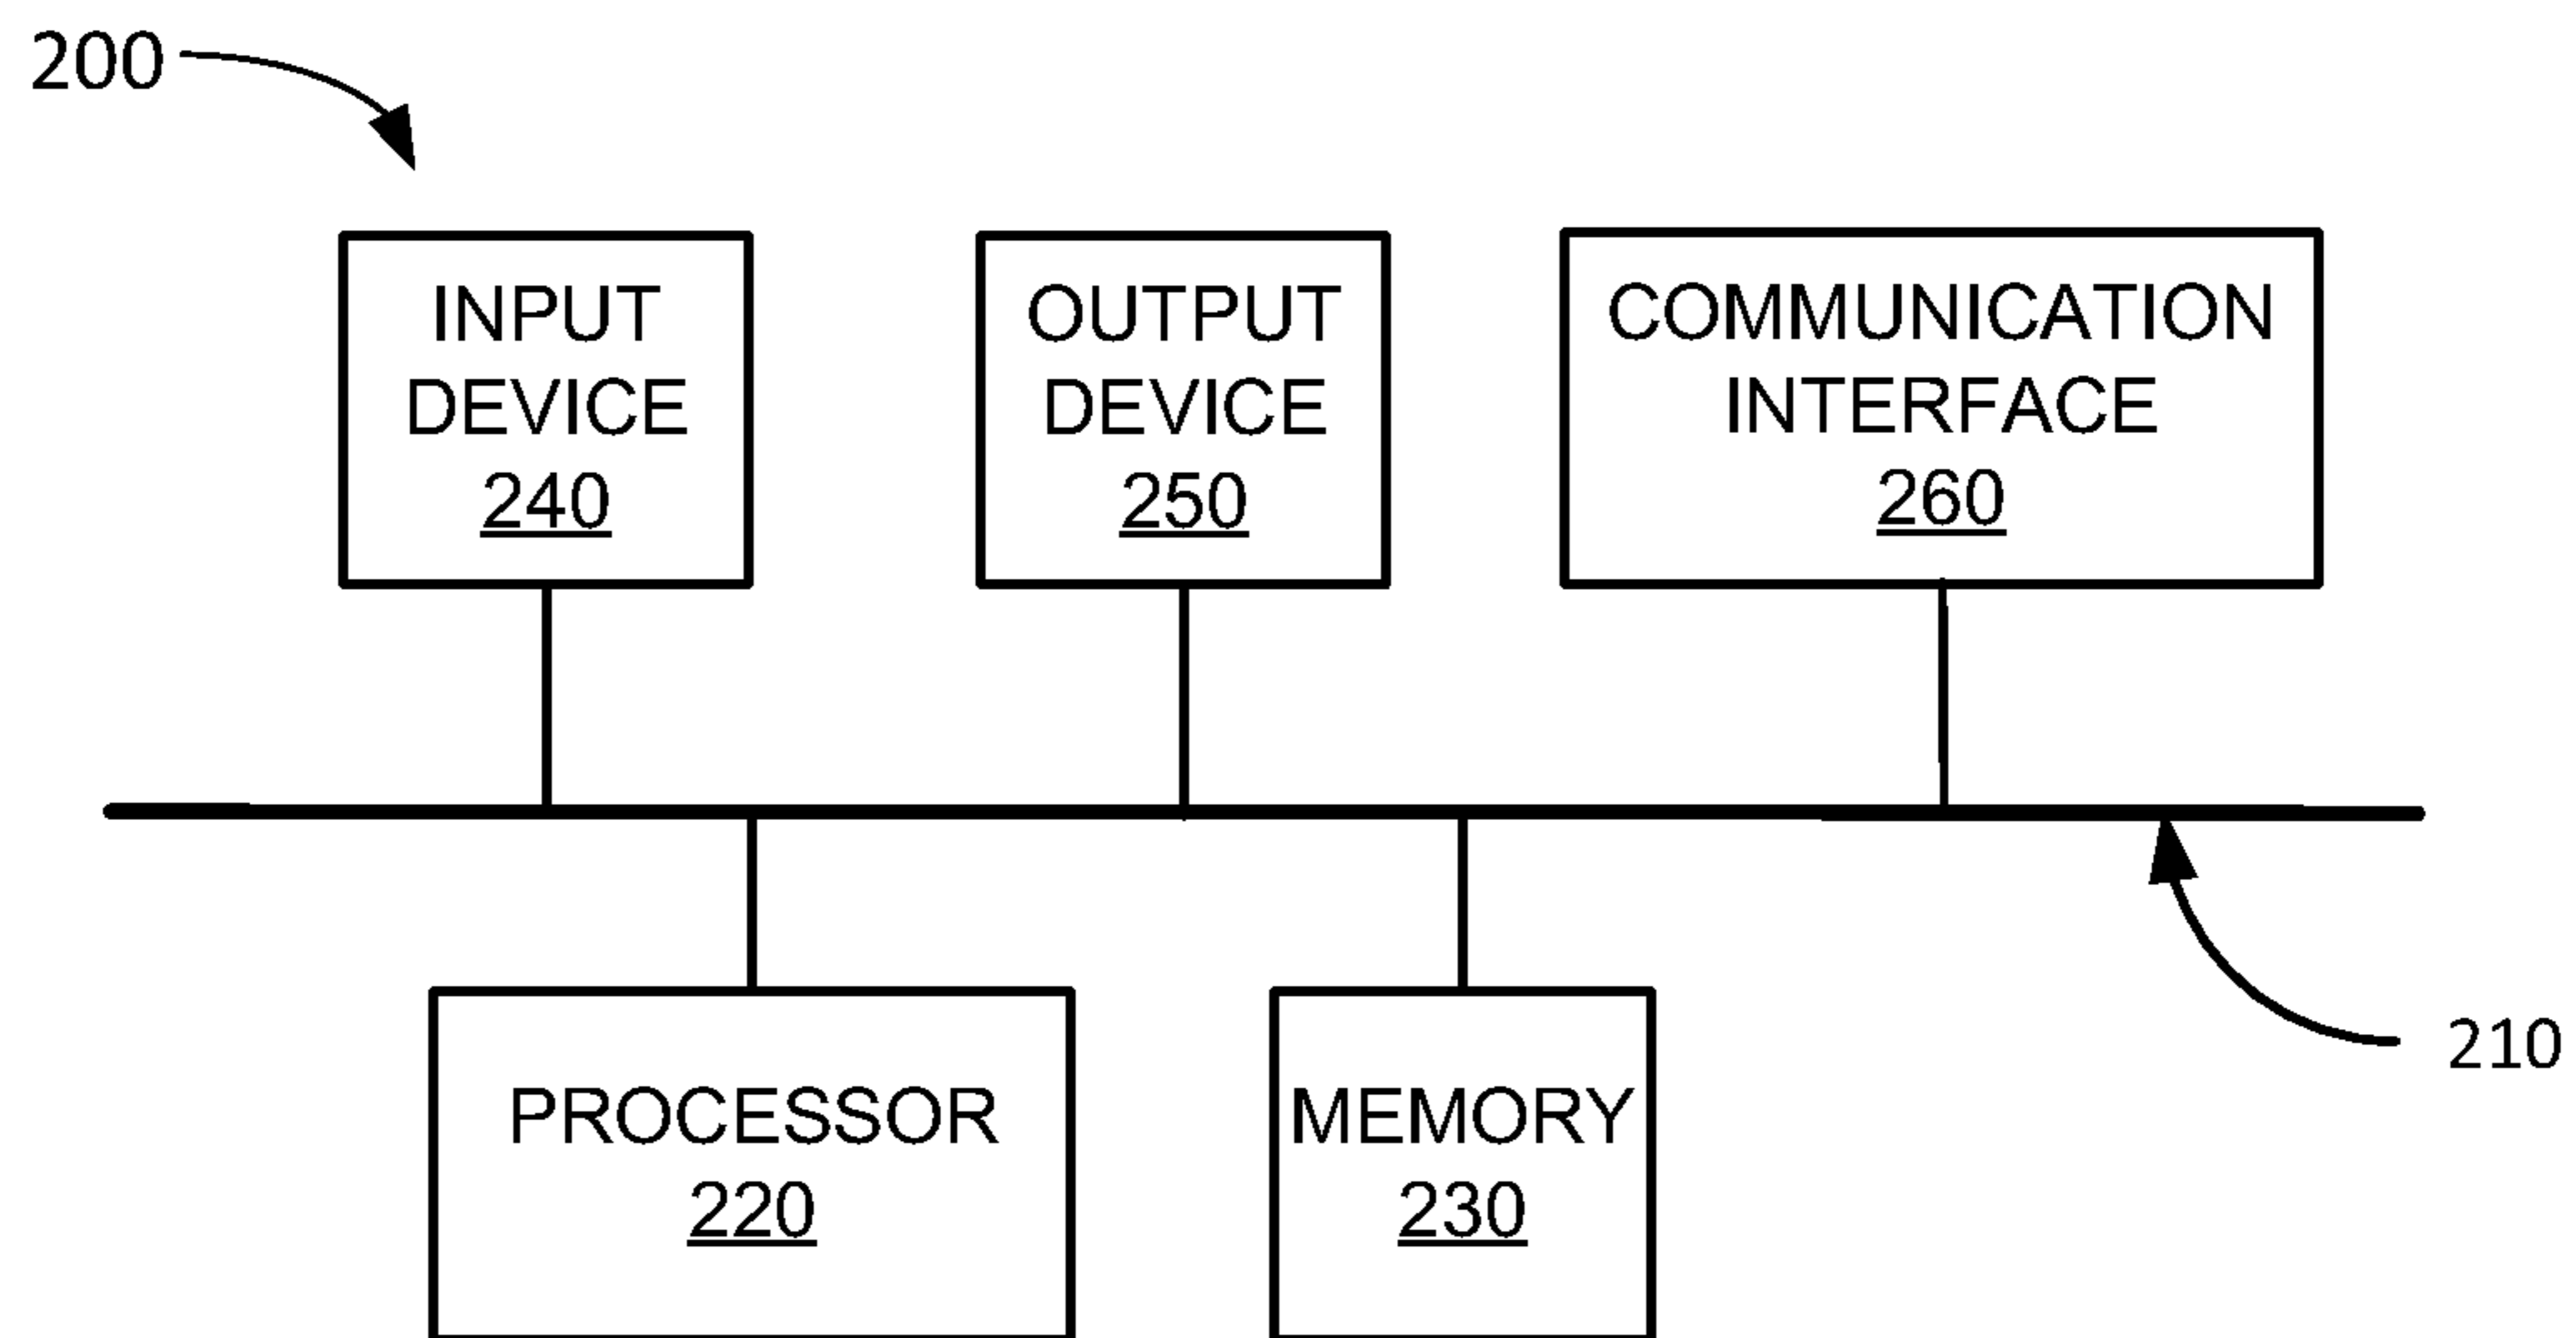 200
INPUT
DEVICE
240
OUTPUT
DEVICE
250
COMMUNICATION
INTERFACE
260
PROCESSOR
220
MEMORY
230
210